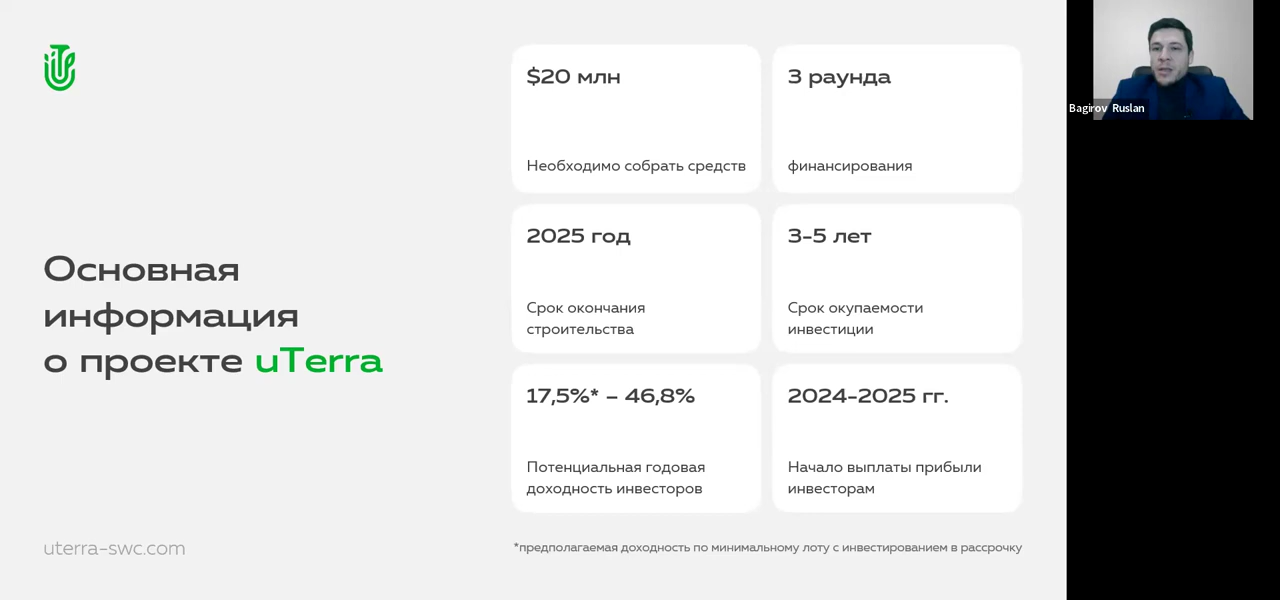 Основная
информация
о проекте uTerra
uterra-swc.com
$20 млн
Необходимо собрать средств
3 раунда
финансирования
2025 год
Срок окончания
строительства
3-5 лет
Срок окупаемости
инвестиции
17,5%* – 46,8%
Потенциальная годовая
доходность инвесторов
2024-2025 гг.
Начало выплаты прибыли
инвесторам
*предполагаемая доходность по минимальному лоту с инвестированием в рассрочку
Bagirov Ruslan